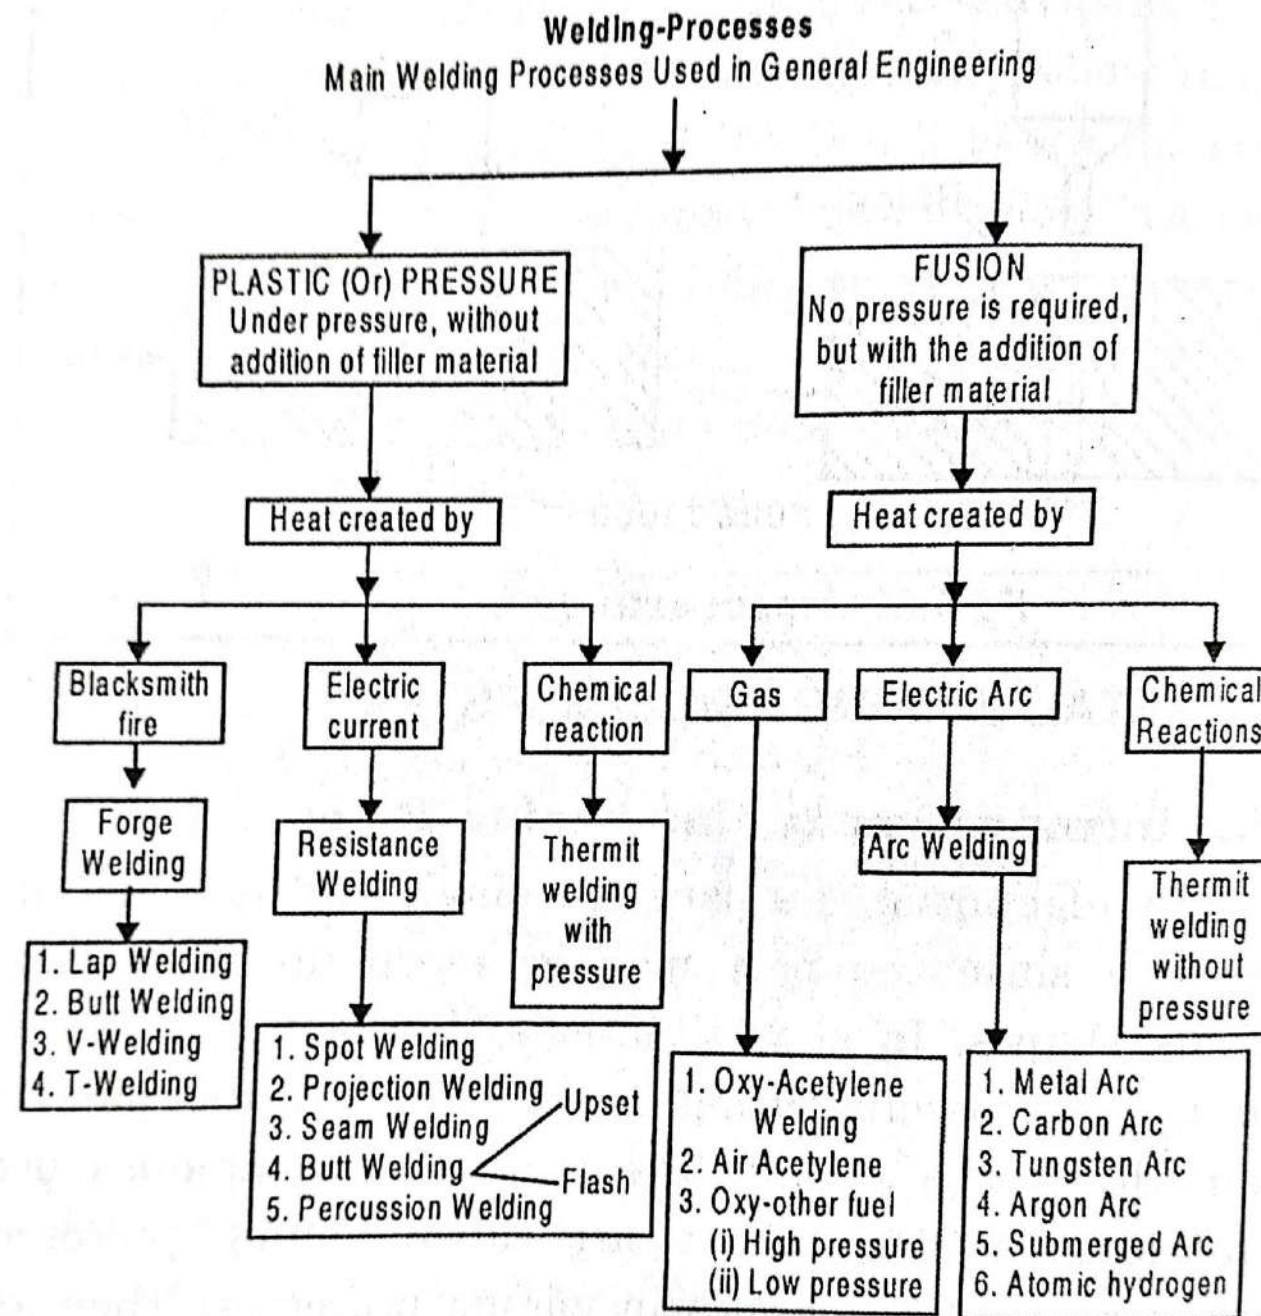 Welding-Processes
Main Welding Processes Used in General Engineering
PLASTIC (Or) PRESSURE
Under pressure, without
addition of filler material
FUSION
No pressure is required,
but with the addition of
filler material
Heat created by
Heat created by
Blacksmith
fire
Electric
current
Chemical
reaction
Gas
Electric Arc
Chemical
Reactions
Forge
Welding
Resistance
Welding
Thermit
welding
with
pressure
Arc Welding
Thermit
welding
without
pressure
1. Lap Welding
2. Butt Welding
3. V-Welding
4. T-Welding
1. Spot Welding
2. Projection Welding
3. Seam Welding
4. Butt Welding
5. Percussion Welding
Upset
Flash
1. Oxy-Acetylene
Welding
2. Air Acetylene
3. Oxy-other fuel
(i) High pressure
(ii) Low pressure
1. Metal Arc
2. Carbon Arc
3. Tungsten Arc
4. Argon Arc
5. Submerged Arc
6. Atomic hydrogen